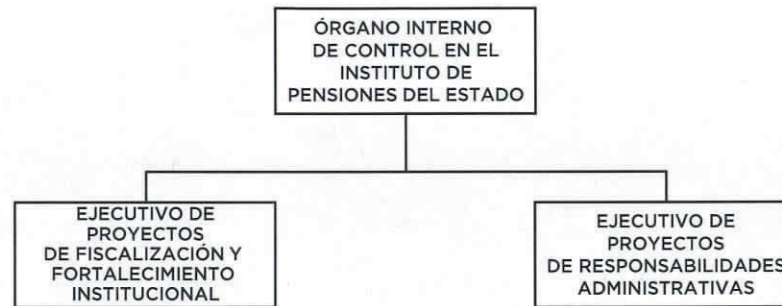 ÓRGANO INTERNO
DE CONTROL EN EL
INSTITUTO DE
PENSIONES DEL ESTADO
EJECUTIVO DE
PROYECTOS
DE FISCALIZACIÓN Y
FORTALECIMIENTO
INSTITUCIONAL
EJECUTIVO DE
PROYECTOS
DE RESPONSABILIDADES
ADMINISTRATIVAS